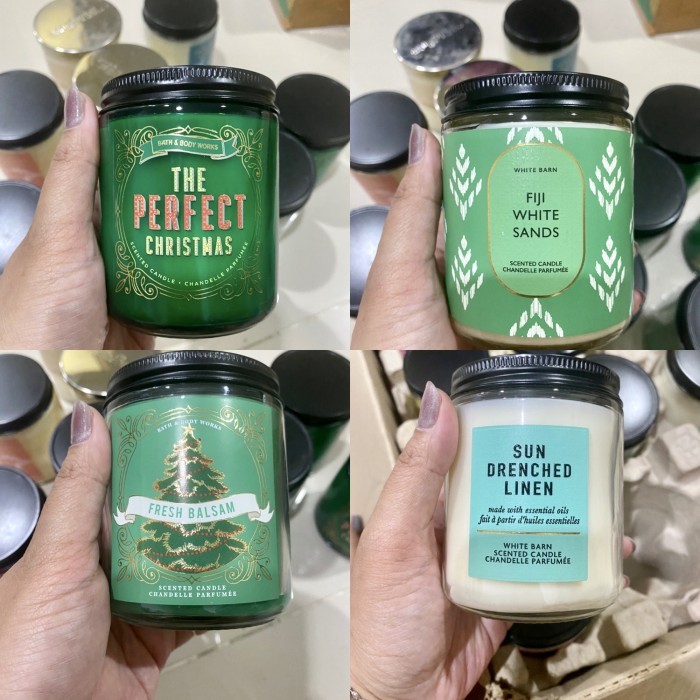 BATH & BODY WORKS
THE
PERFECT
CHRISTMAS
SCENTED CANDLE • CHANDELLE PARFUMÉE
WHITE BARN
FIJI
WHITE
SANDS
SCENTED CANDLE
CHANDELLE PARFUMÉE
BATH & BODY WORKS
FRESH BALSAM
SCENTED CANDLE
CHANDELLE PARFUMÉE
SUN
DRENCHED
LINEN
made with essential oils
fait à partir d'huiles essentielles
WHITE BARN
SCENTED CANDLE
CHANDELLE PARFUMÉE